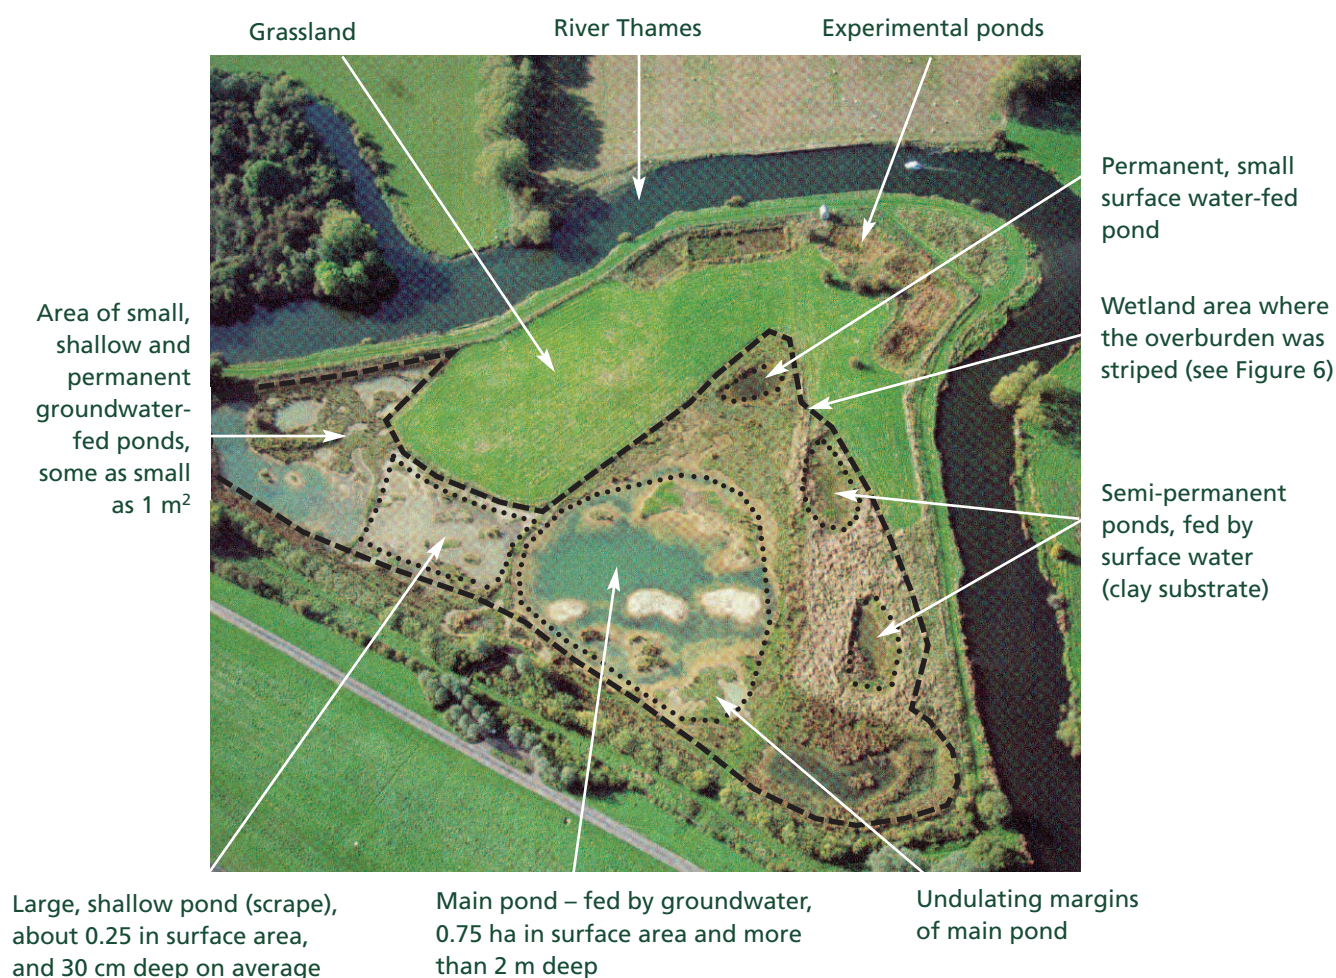 Grassland
River Thames
Experimental ponds
Permanent, small
surface water-fed
pond
Wetland area where
the overburden was
striped (see Figure 6)
Area of small,
shallow and
permanent
groundwater-
fed ponds,
some as small
as 1 m²
Semi-permanent
ponds, fed by
surface water
(clay substrate)
Large, shallow pond (scrape),
about 0.25 in surface area,
and 30 cm deep on average
Main pond – fed by groundwater,
0.75 ha in surface area and more
than 2 m deep
Undulating margins
of main pond